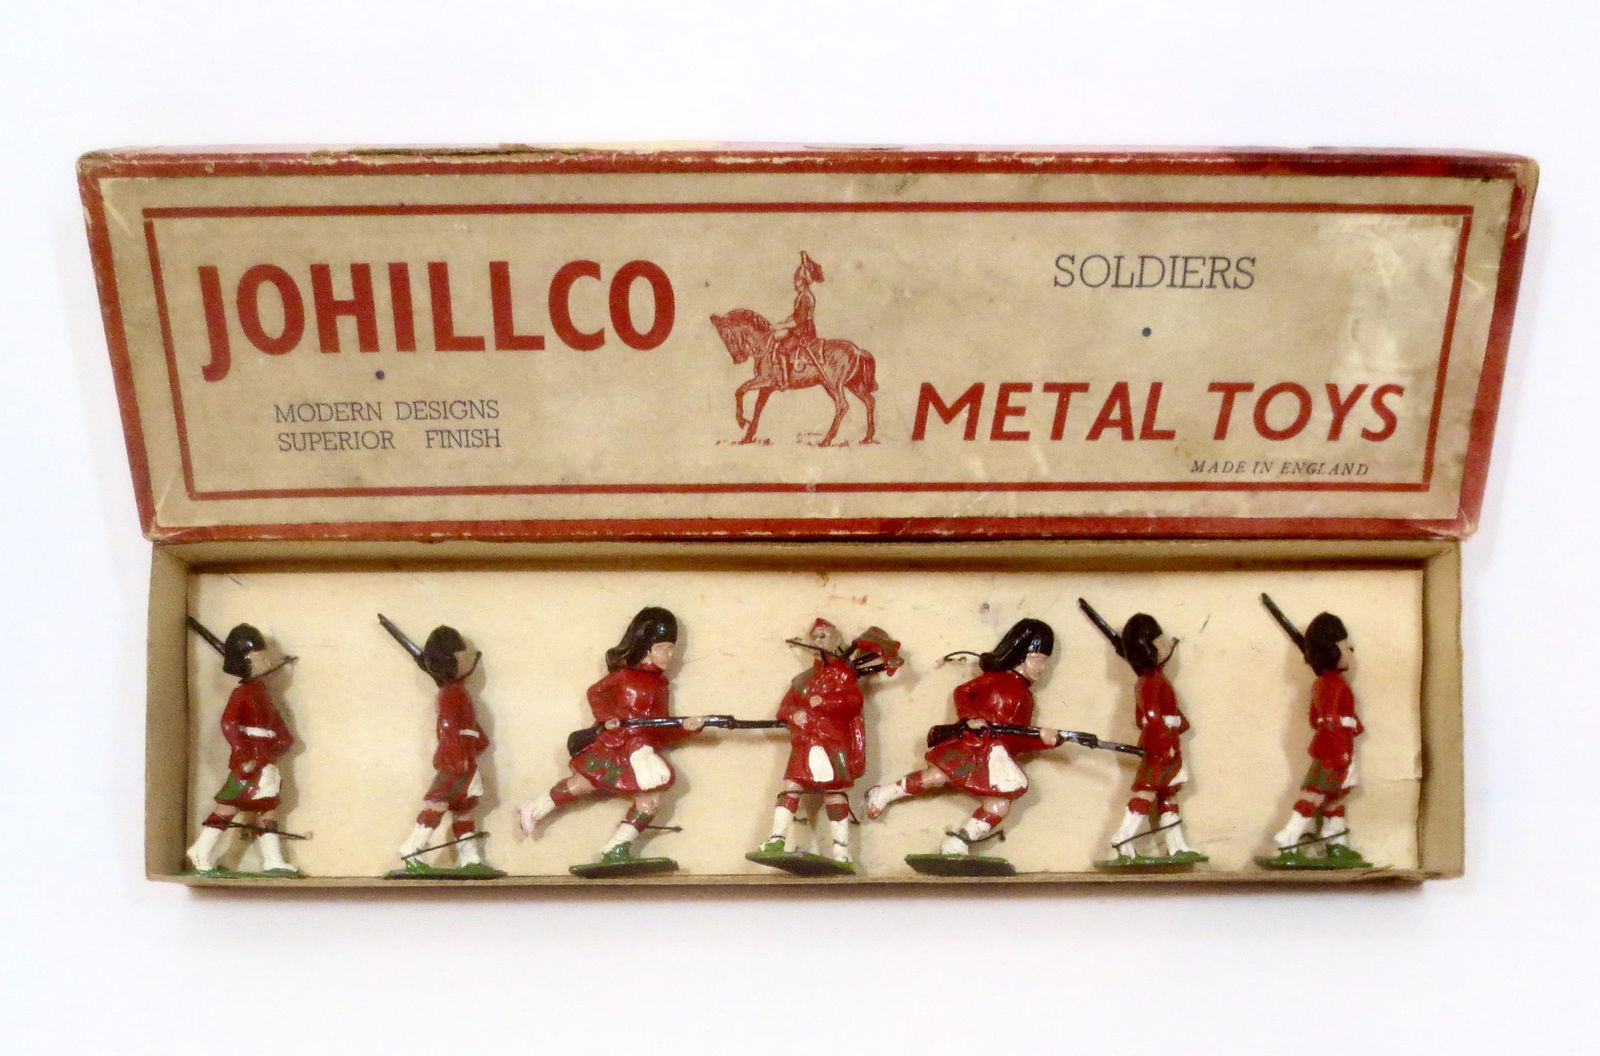 JOHILLCO
MODERN DESIGNS
SUPERIOR FINISH
SOLDIERS
METAL TOYS
MADE IN ENGLAND